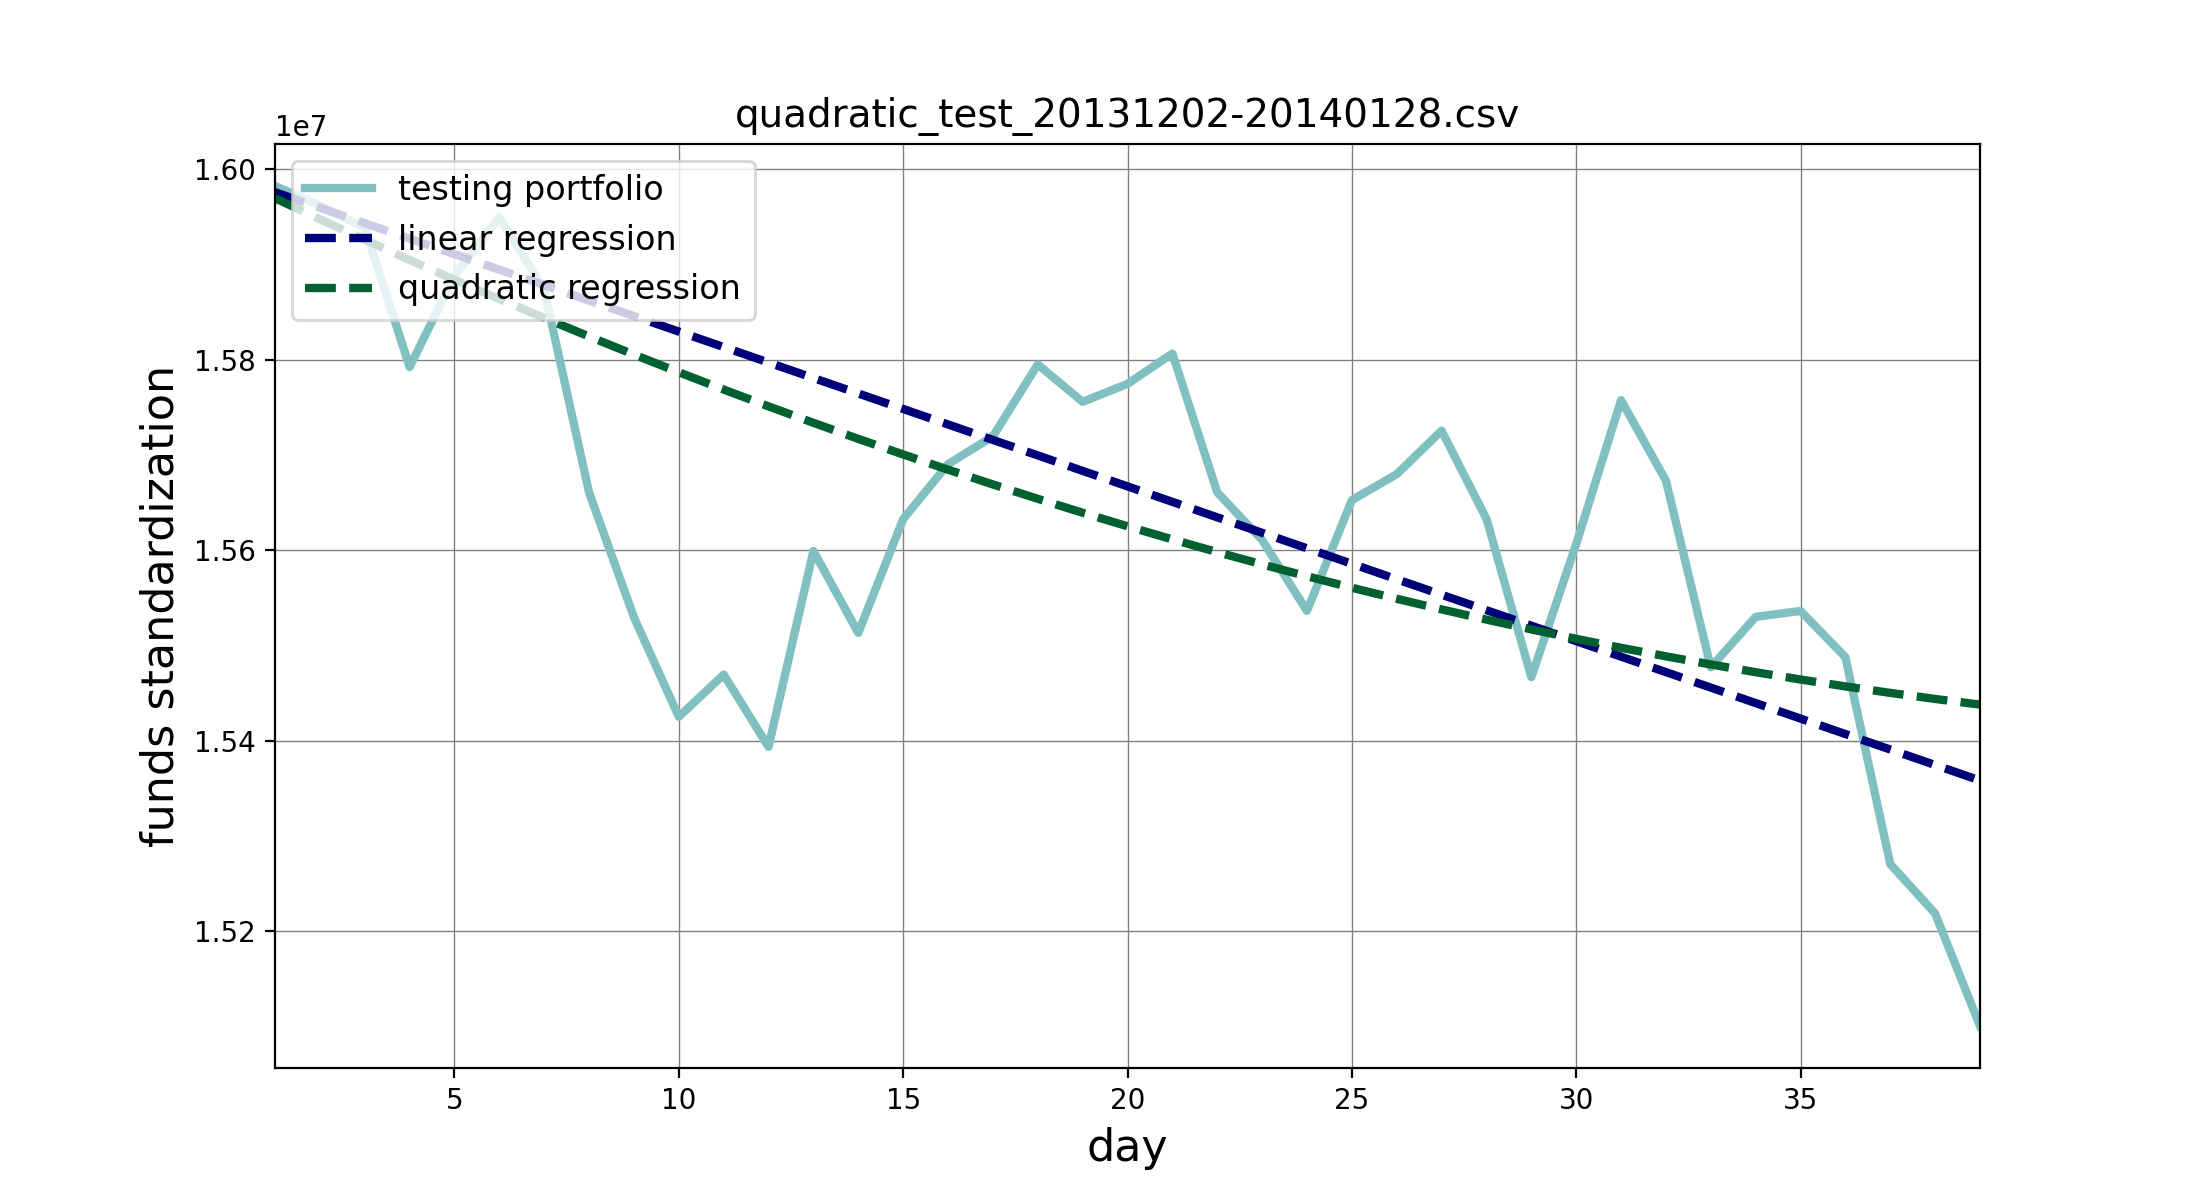 quadratic_test_20131202-20140128.csv
1e7
testing portfolio
linear regression
quadratic regression
1.60
1.58
1.56
1.54
1.52
funds standardization
5 10 15 20 25 30 35
day